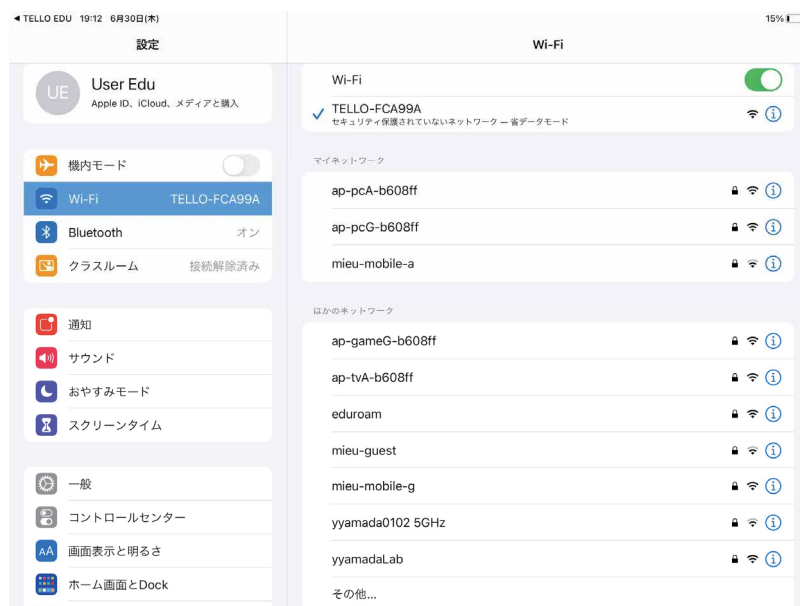 ◀ TELLO EDU 19:12 6月30日(木)
15%
設定
UE
User Edu
Apple ID、iCloud、メディアと購入
機内モード
Wi-Fi TELLO-FCA99A
Bluetooth オン
クラスルーム 接続解除済み
通知
サウンド
おやすみモード
スクリーンタイム
一般
コントロールセンター
AA 画面表示と明るさ
ホーム画面とDock
Wi-Fi
Wi-Fi
TELLO-FCA99A
セキュリティ保護されていないネットワーク — 省データモード
マイネットワーク
ap-pcA-b608ff
ap-pcG-b608ff
mieu-mobile-a
ほかのネットワーク
ap-gameG-b608ff
ap-tvA-b608ff
eduroam
mieu-guest
mieu-mobile-g
yyamada0102 5GHz
yyamadaLab
その他...